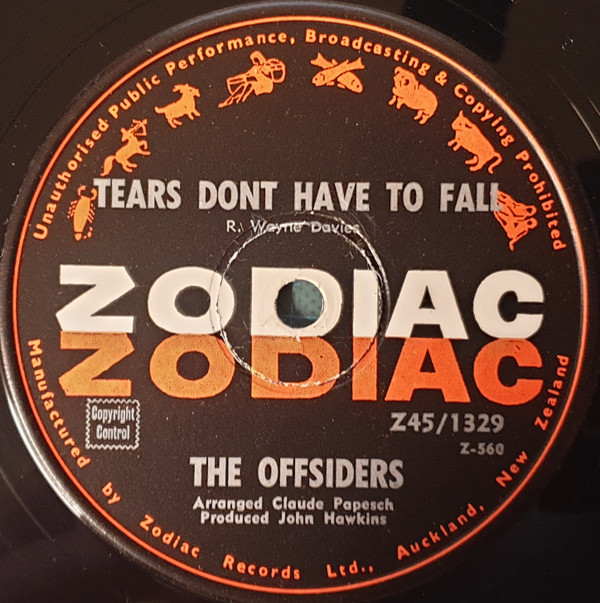 Unauthorised Public Performance, Broadcasting & Copying Prohibited
TEARS DONT HAVE TO FALL
R. Wayne Davies
ZODIAC
ZODIAC
Copyright
Control
Z45/1329
Z-560
THE OFFSIDERS
Arranged Claude Papesch
Produced John Hawkins
Manufactured by Zodiac Records Ltd., Auckland, New Zealand